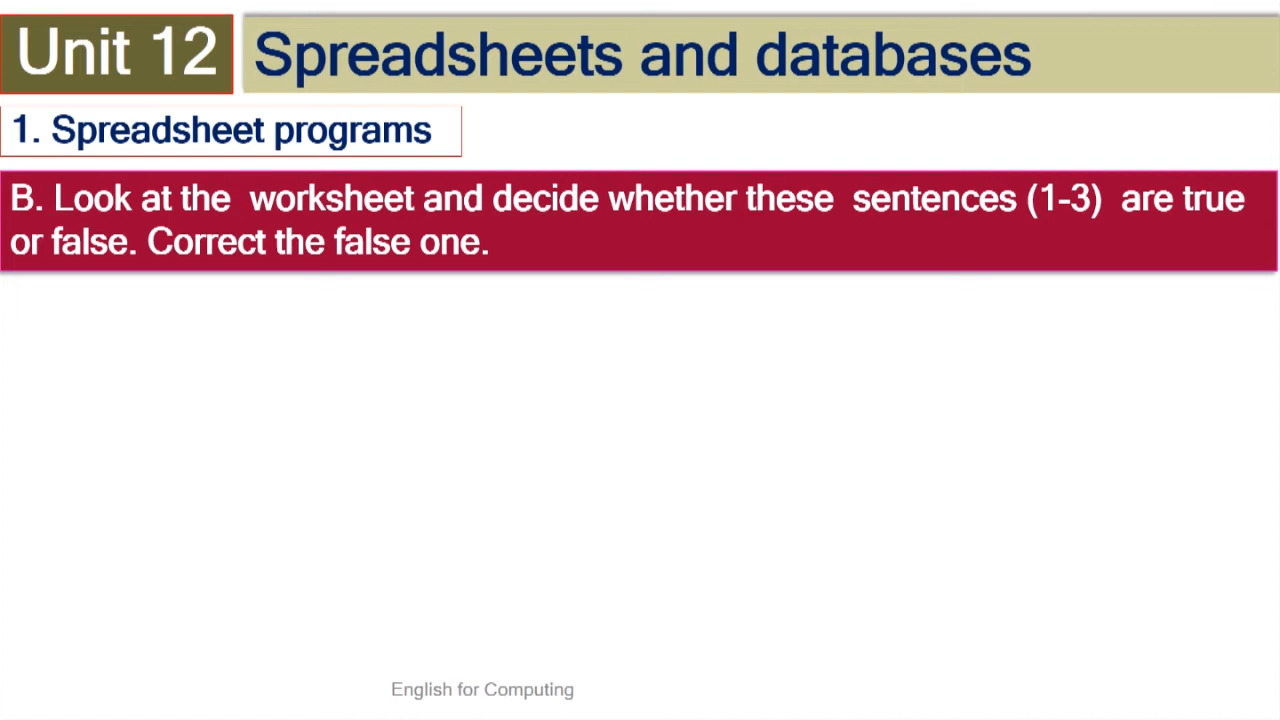 Unit 12
Spreadsheets and databases
1. Spreadsheet programs
B. Look at the worksheet and decide whether these sentences (1-3) are true
or false. Correct the false one.
English for Computing